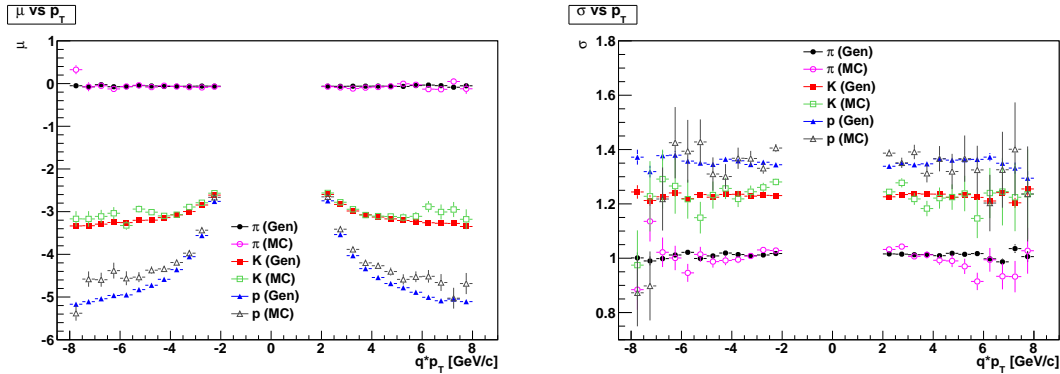 μ vs p_T
μ
1
0
-1
-2
-3
-4
-5
-6
π (Gen)
π (MC)
K (Gen)
K (MC)
p (Gen)
p (MC)
-8 -6 -4 -2 0 2 4 6 8
q*p_T [GeV/c]
σ vs p_T
σ
1.8
1.6
1.4
1.2
1
0.8
π (Gen)
π (MC)
K (Gen)
K (MC)
p (Gen)
p (MC)
-8 -6 -4 -2 0 2 4 6 8
q*p_T [GeV/c]